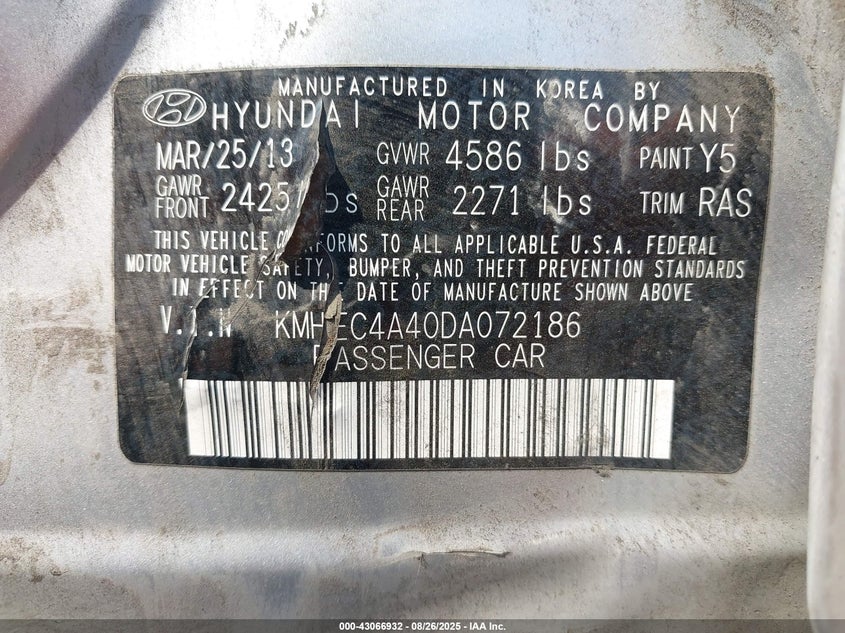 MANUFACTURED IN KOREA BY
HYUNDAI MOTOR COMPANY
MAR/25/13 GVWR 4586 lbs PAINT Y5
GAWR FRONT 2425 lbs GAWR REAR 2271 lbs TRIM RAS
THIS VEHICLE CONFORMS TO ALL APPLICABLE U.S.A. FEDERAL
MOTOR VEHICLE SAFETY, BUMPER, AND THEFT PREVENTION STANDARDS
IN EFFECT ON THE DATE OF MANUFACTURE SHOWN ABOVE
V.I.N
PASSENGER CAR
000-43066932 - 08/26/2025 - IAA Inc.